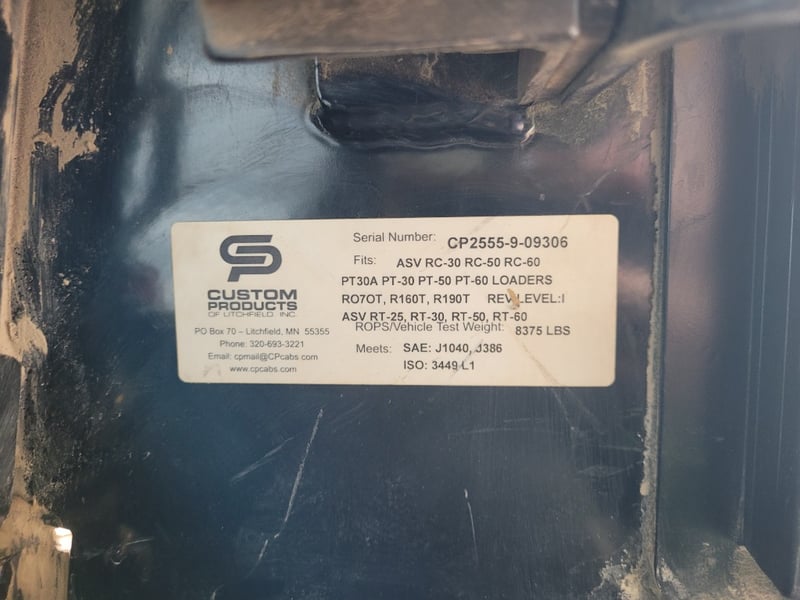 CP
CUSTOM
PRODUCTS
OF LITCHFIELD, INC.
PO Box 70 – Litchfield, MN 55355
Phone: 320-693-3221
Email: cpmail@CPcabs.com
www.cpcabs.com
Serial Number: CP2555-9-09306
Fits: ASV RC-30 RC-50 RC-60
PT30A PT-30 PT-50 PT-60 LOADERS
RO7OT, R160T, R190T REV LEVEL:I
ASV RT-25, RT-30, RT-50, RT-60
ROPS/Vehicle Test Weight: 8375 LBS
Meets: SAE: J1040, J386
ISO: 3449 L1